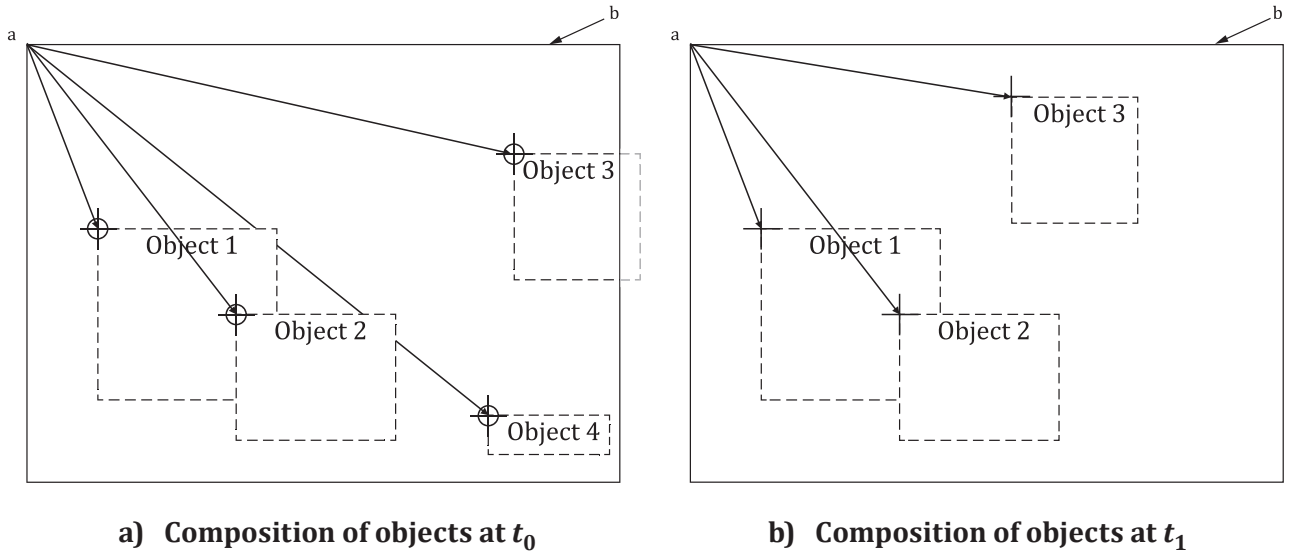 a
b
Object 3
Object 1
Object 2
Object 4
a) Composition of objects at t0
a
b
Object 3
Object 1
Object 2
b) Composition of objects at t1